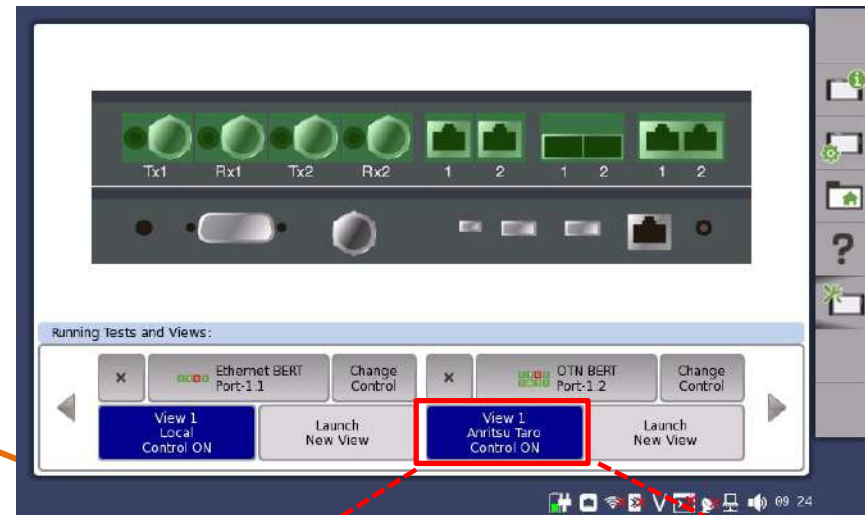 Tx1 Rx1 Tx2 Rx2 1 2 1 2 1 2
?
Running Tests and Views:
× Ethernet BERT Port-1.1 Change Control × OTN BERT Port-1.2 Change Control
View 1 Local Control ON
Launch New View
View 1 Anritsu Taro Control ON
Launch New View
V 09 24